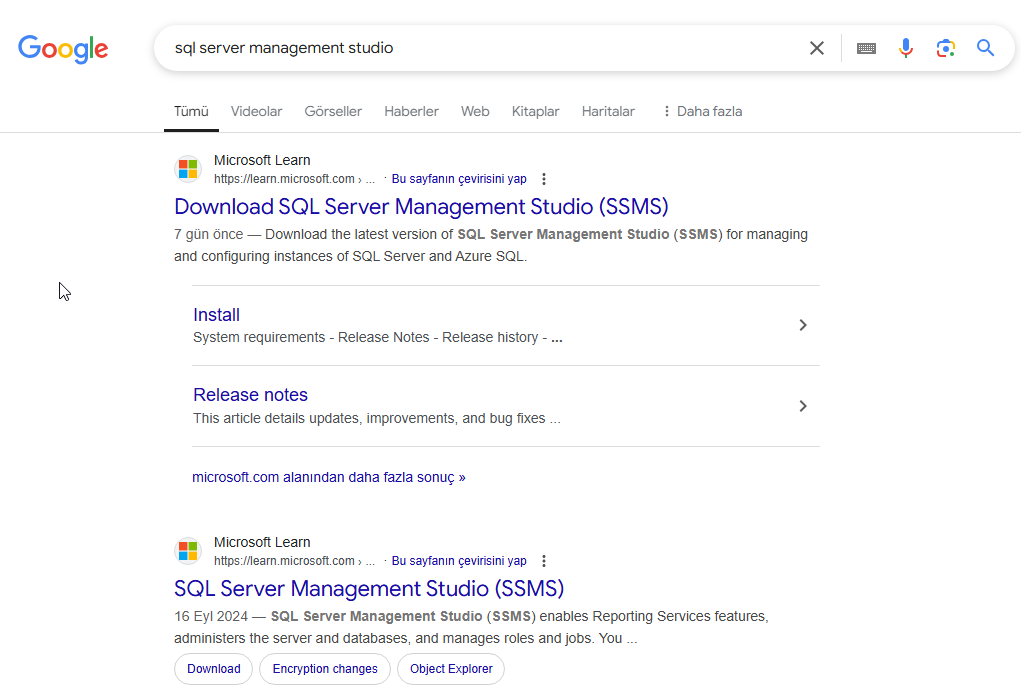 Google
sql server management studio
Tümü Videolar Görseller Haberler Web Kitaplar Haritalar Daha fazla
Microsoft Learn
https://learn.microsoft.com › ... · Bu sayfanın çevirisini yap
Download SQL Server Management Studio (SSMS)
7 gün önce — Download the latest version of SQL Server Management Studio (SSMS) for managing
and configuring instances of SQL Server and Azure SQL.
Install
System requirements - Release Notes - Release history - ...
Release notes
This article details updates, improvements, and bug fixes ...
microsoft.com alanından daha fazla sonuç »
Microsoft Learn
https://learn.microsoft.com › ... · Bu sayfanın çevirisini yap
SQL Server Management Studio (SSMS)
16 Eyl 2024 — SQL Server Management Studio (SSMS) enables Reporting Services features,
administers the server and databases, and manages roles and jobs. You ...
Download Encryption changes Object Explorer